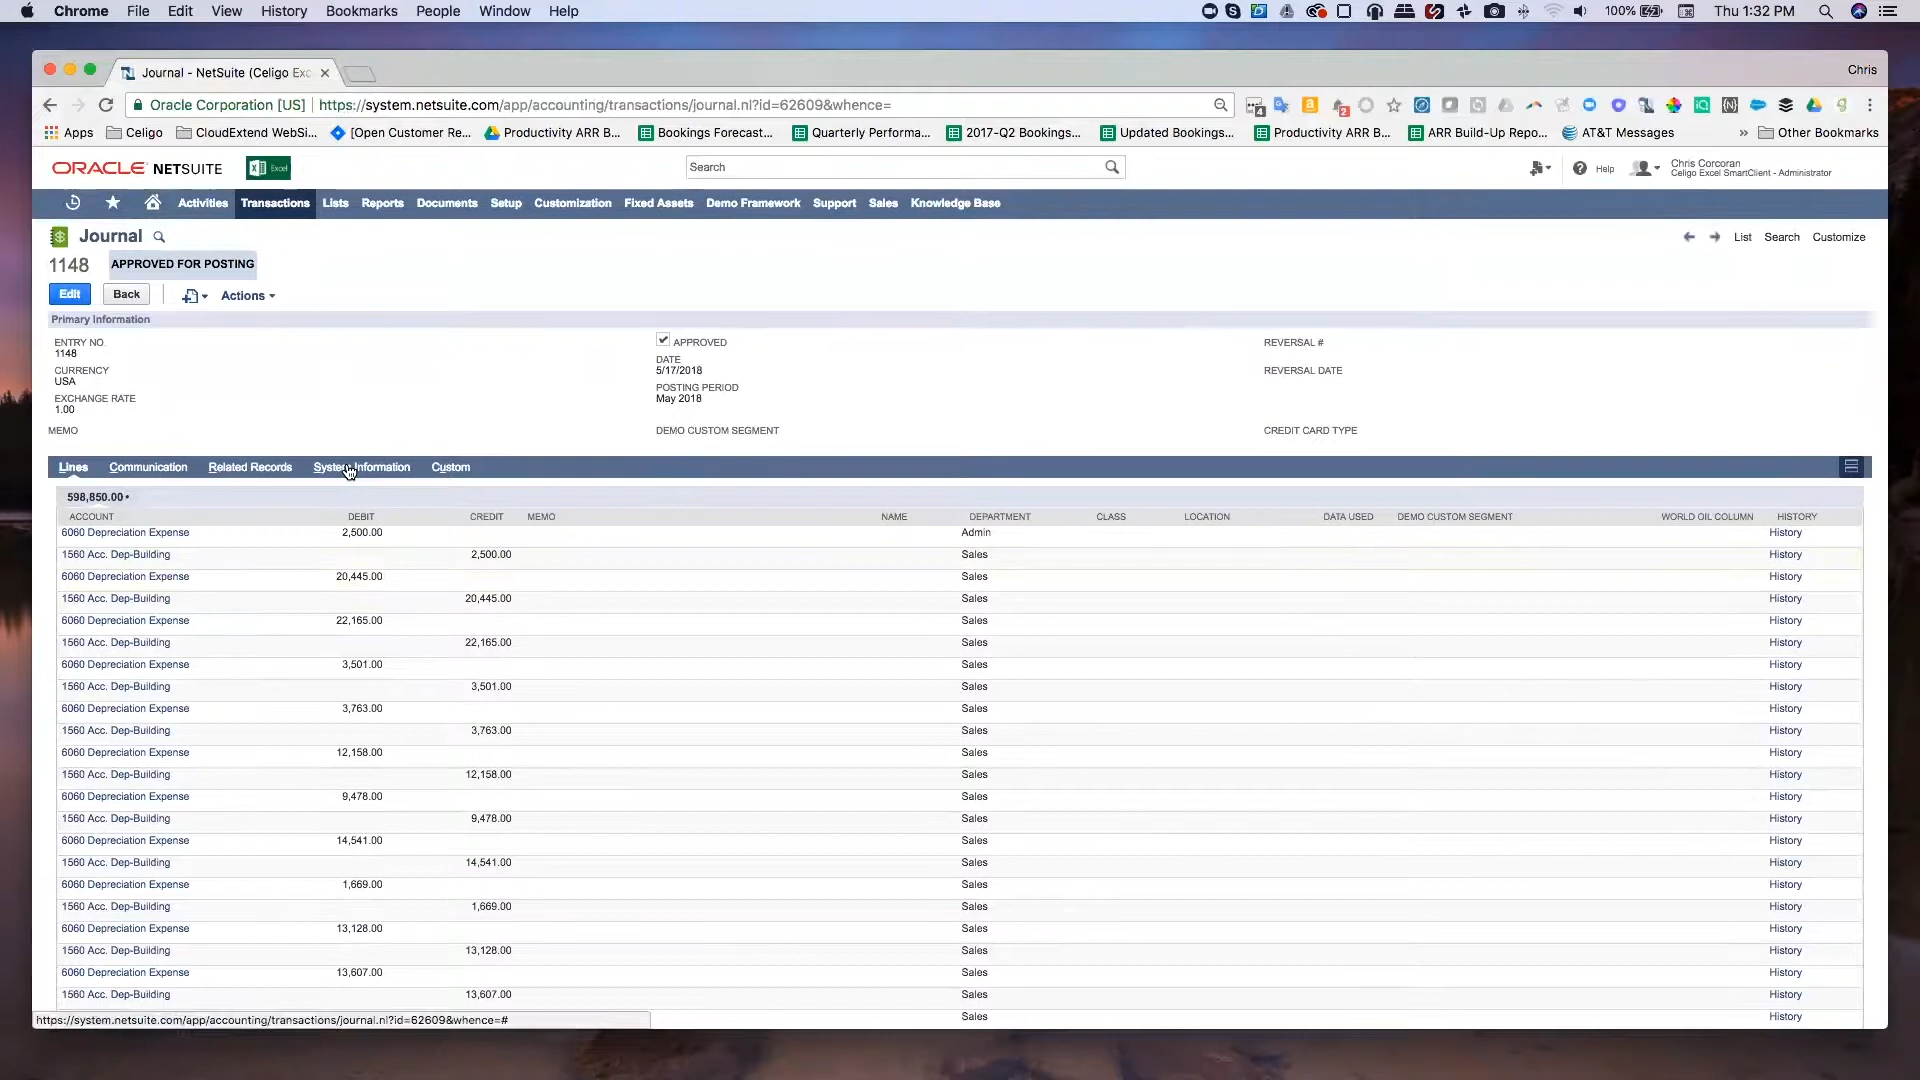 Chrome File Edit View History Bookmarks People Window Help 100% Thu 1:32 PM
Journal - NetSuite (Celigo Exc Chris
Oracle Corporation [US] https://system.netsuite.com/app/accounting/transactions/journal.nl?id=62609&whence=
Apps Celigo CloudExtend WebSi... [Open Customer Re... Productivity ARR B... Bookings Forecast... Quarterly Performa... 2017-Q2 Bookings... Updated Bookings... Productivity ARR B... ARR Build-Up Repo... AT&T Messages » Other Bookmarks
ORACLE NETSUITE Excel Search Help Chris Corcoran
Celigo Excel SmartClient - Administrator
Activities Transactions Lists Reports Documents Setup Customization Fixed Assets Demo Framework Support Sales Knowledge Base
Journal List Search Customize
1148 APPROVED FOR POSTING
Edit Back Actions
Primary Information
ENTRY NO. APPROVED REVERSAL #
1148
DATE
5/17/2018
CURRENCY REVERSAL DATE
USA
POSTING PERIOD
May 2018
EXCHANGE RATE
1.00
MEMO DEMO CUSTOM SEGMENT CREDIT CARD TYPE
Lines Communication Related Records System Information Custom
598,850.00 •
ACCOUNT DEBIT CREDIT MEMO NAME DEPARTMENT CLASS LOCATION DATA USED DEMO CUSTOM SEGMENT WORLD OIL COLUMN HISTORY
6060 Depreciation Expense 2,500.00 Admin History
1560 Acc. Dep-Building 2,500.00 Sales History
6060 Depreciation Expense 20,445.00 Sales History
1560 Acc. Dep-Building 20,445.00 Sales History
6060 Depreciation Expense 22,165.00 Sales History
1560 Acc. Dep-Building 22,165.00 Sales History
6060 Depreciation Expense 3,501.00 Sales History
1560 Acc. Dep-Building 3,501.00 Sales History
6060 Depreciation Expense 3,763.00 Sales History
1560 Acc. Dep-Building 3,763.00 Sales History
6060 Depreciation Expense 12,158.00 Sales History
1560 Acc. Dep-Building 12,158.00 Sales History
6060 Depreciation Expense 9,478.00 Sales History
1560 Acc. Dep-Building 9,478.00 Sales History
6060 Depreciation Expense 14,541.00 Sales History
1560 Acc. Dep-Building 14,541.00 Sales History
6060 Depreciation Expense 1,669.00 Sales History
1560 Acc. Dep-Building 1,669.00 Sales History
6060 Depreciation Expense 13,128.00 Sales History
1560 Acc. Dep-Building 13,128.00 Sales History
6060 Depreciation Expense 13,607.00 Sales History
1560 Acc. Dep-Building 13,607.00 Sales History
Sales History
https://system.netsuite.com/app/accounting/transactions/journal.nl?id=62609&whence=#